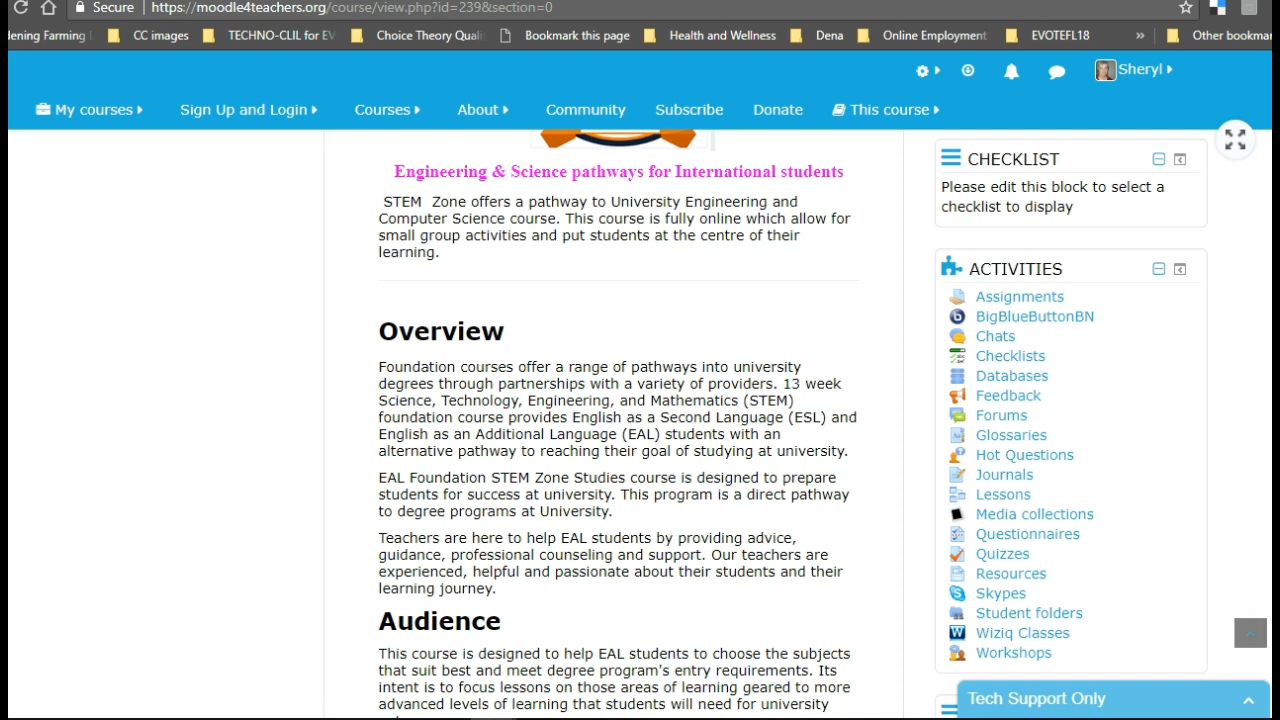 Secure
https://moodle4teachers.org/course/view.php?id=239&section=0
dening Farming
CC images
TECHNO-CLIL for EV
Choice Theory Quali
Bookmark this page
Health and Wellness
Dena
Online Employment
EVOTEFL18
»
Other bookmar
Sheryl
My courses
Sign Up and Login
Courses
About
Community
Subscribe
Donate
This course
Engineering & Science pathways for International students
STEM Zone offers a pathway to University Engineering and
Computer Science course. This course is fully online which allow for
small group activities and put students at the centre of their
learning.
Overview
Foundation courses offer a range of pathways into university
degrees through partnerships with a variety of providers. 13 week
Science, Technology, Engineering, and Mathematics (STEM)
foundation course provides English as a Second Language (ESL) and
English as an Additional Language (EAL) students with an
alternative pathway to reaching their goal of studying at university.
EAL Foundation STEM Zone Studies course is designed to prepare
students for success at university. This program is a direct pathway
to degree programs at University.
Teachers are here to help EAL students by providing advice,
guidance, professional counseling and support. Our teachers are
experienced, helpful and passionate about their students and their
learning journey.
Audience
This course is designed to help EAL students to choose the subjects
that suit best and meet degree program's entry requirements. Its
intent is to focus lessons on those areas of learning geared to more
advanced levels of learning that students will need for university
CHECKLIST
Please edit this block to select a
checklist to display
ACTIVITIES
Assignments
BigBlueButtonBN
Chats
Checklists
Databases
Feedback
Forums
Glossaries
Hot Questions
Journals
Lessons
Media collections
Questionnaires
Quizzes
Resources
Skypes
Student folders
Wiziq Classes
Workshops
Tech Support Only